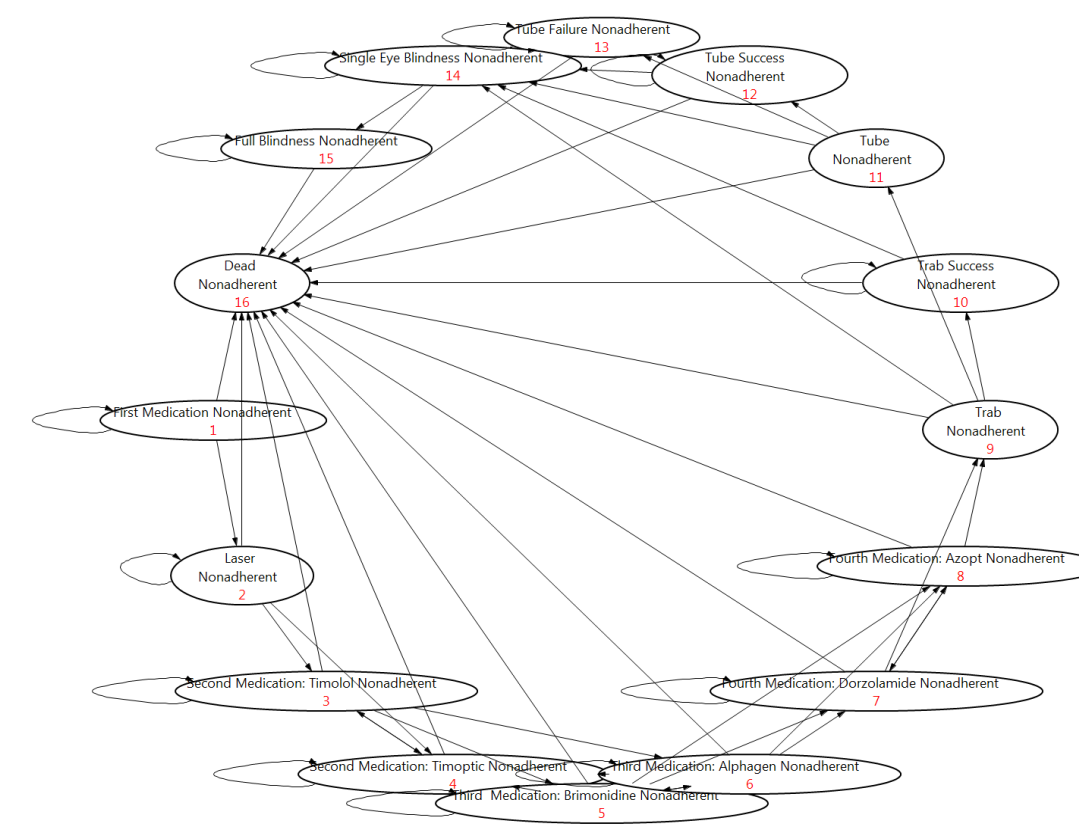 Tube Failure Nonadherent
13
Single Eye Blindness Nonadherent
14
Tube Success
Nonadherent
12
Full Blindness Nonadherent
15
Tube
Nonadherent
11
Dead
Nonadherent
16
Trab Success
Nonadherent
10
First Medication Nonadherent
1
Trab
Nonadherent
9
Laser
Nonadherent
2
Fourth Medication: Azopt Nonadherent
8
Second Medication: Timolol Nonadherent
3
Fourth Medication: Dorzolamide Nonadherent
7
Second Medication: Timoptic Nonadherent
4
Third Medication: Alphagen Nonadherent
6
Third Medication: Brimonidine Nonadherent
5